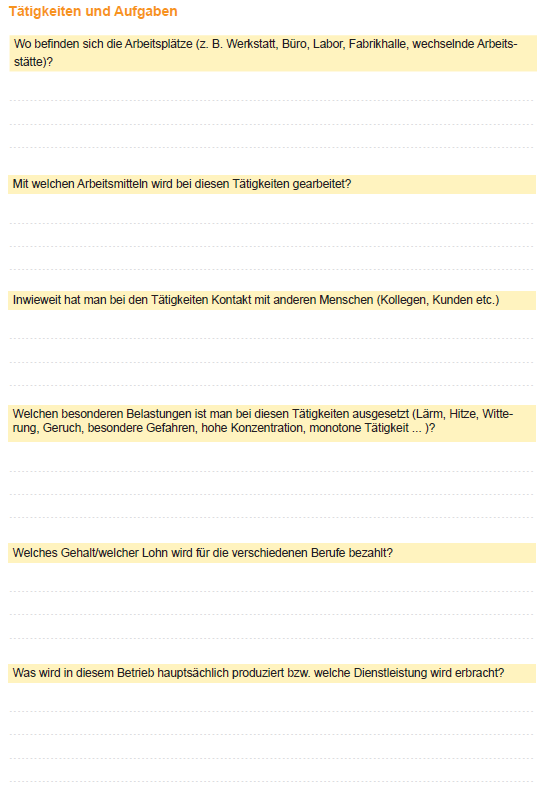 Tätigkeiten und Aufgaben
Wo befinden sich die Arbeitsplätze (z. B. Werkstatt, Büro, Labor, Fabrikhalle, wechselnde Arbeits-
stätte)?
Mit welchen Arbeitsmitteln wird bei diesen Tätigkeiten gearbeitet?
Inwieweit hat man bei den Tätigkeiten Kontakt mit anderen Menschen (Kollegen, Kunden etc.)
Welchen besonderen Belastungen ist man bei diesen Tätigkeiten ausgesetzt (Lärm, Hitze, Witte-
rung, Geruch, besondere Gefahren, hohe Konzentration, monotone Tätigkeit ... )?
Welches Gehalt/welcher Lohn wird für die verschiedenen Berufe bezahlt?
Was wird in diesem Betrieb hauptsächlich produziert bzw. welche Dienstleistung wird erbracht?